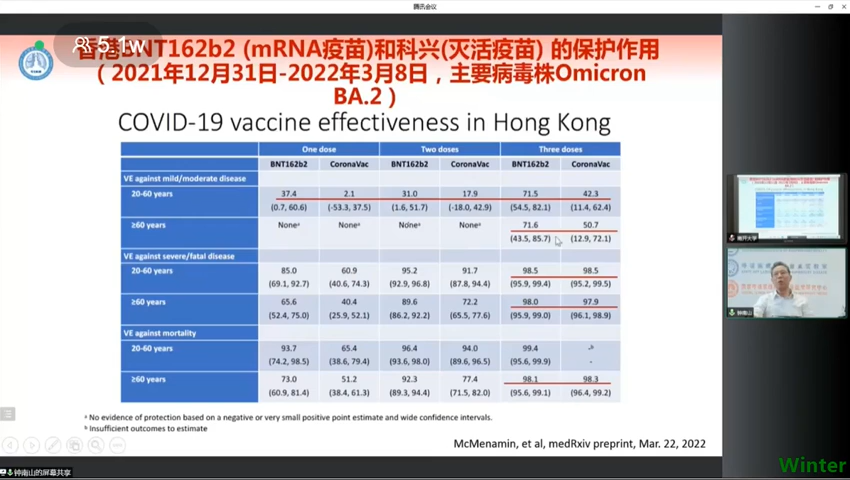 腾讯会议
5.1w
香港BNT162b2 (mRNA疫苗)和科兴(灭活疫苗) 的保护作用
（2021年12月31日-2022年3月8日，主要病毒株Omicron
BA.2）
COVID-19 vaccine effectiveness in Hong Kong
One dose Two doses Three doses
BNT162b2 CoronaVac BNT162b2 CoronaVac BNT162b2 CoronaVac
VE against mild/moderate disease
20-60 years 37.4 2.1 31.0 17.9 71.5 42.3
(0.7, 60.6) (-53.3, 37.5) (1.6, 51.7) (-18.0, 42.9) (54.5, 82.1) (11.4, 62.4)
≥60 years Noneᵃ Noneᵃ Noneᵃ Noneᵃ 71.6 50.7
(43.5, 85.7) (12.9, 72.1)
VE against severe/fatal disease
20-60 years 85.0 60.9 95.2 91.7 98.5 98.5
(69.1, 92.7) (40.6, 74.3) (92.9, 96.8) (87.8, 94.4) (95.9, 99.4) (95.2, 99.5)
≥60 years 65.6 40.4 89.6 72.2 98.0 97.9
(52.4, 75.0) (25.9, 52.1) (86.2, 92.2) (65.5, 77.6) (95.9, 99.0) (96.1, 98.9)
VE against mortality
20-60 years 93.7 65.4 96.4 94.0 99.4 -ᵇ
(74.2, 98.5) (38.6, 79.4) (93.6, 98.0) (89.6, 96.5) (95.6, 99.9) -
≥60 years 73.0 51.2 92.3 77.4 98.1 98.3
(60.9, 81.4) (38.4, 61.3) (89.3, 94.4) (71.5, 82.0) (95.6, 99.1) (96.4, 99.2)
ᵃ No evidence of protection based on a negative or very small positive point estimate and wide confidence intervals.
ᵇ Insufficient outcomes to estimate
McMenamin, et al, medRxiv preprint, Mar. 22, 2022
南开大学
钟南山
钟南山的屏幕共享
Winter